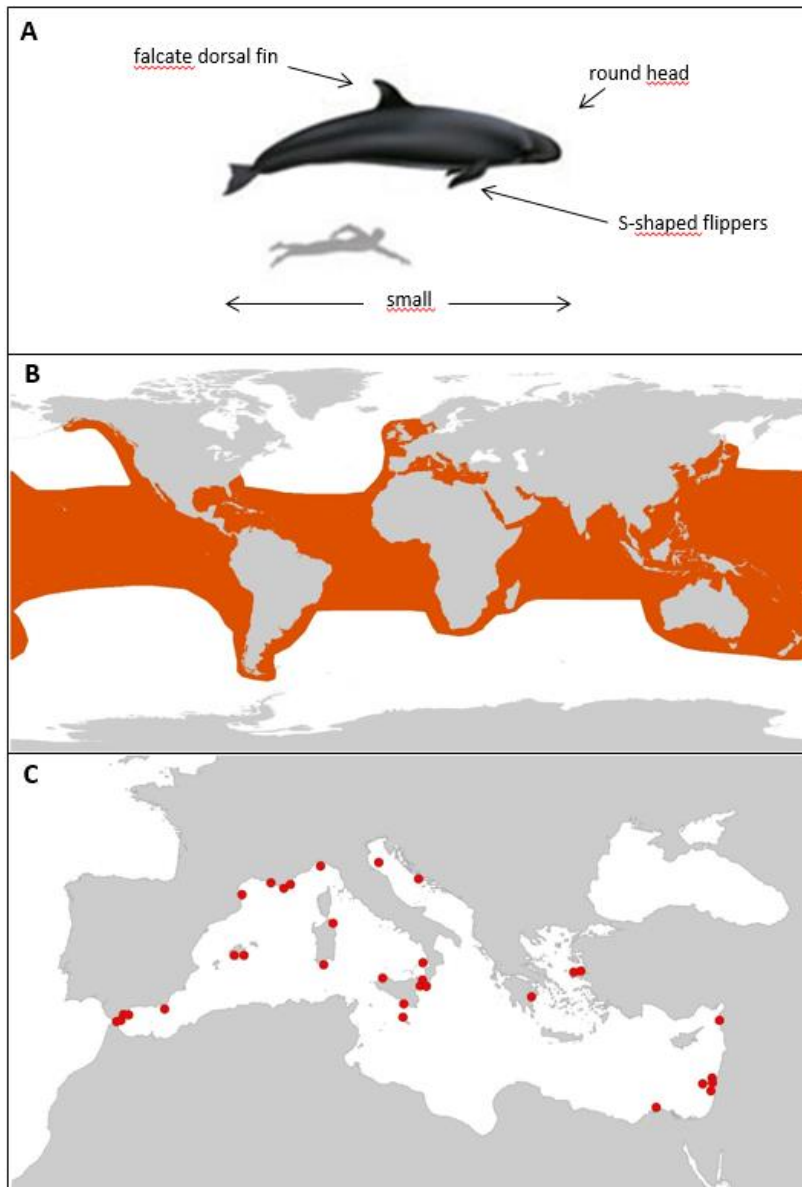 A
falcate dorsal fin
round head
S-shaped flippers
small
B
C